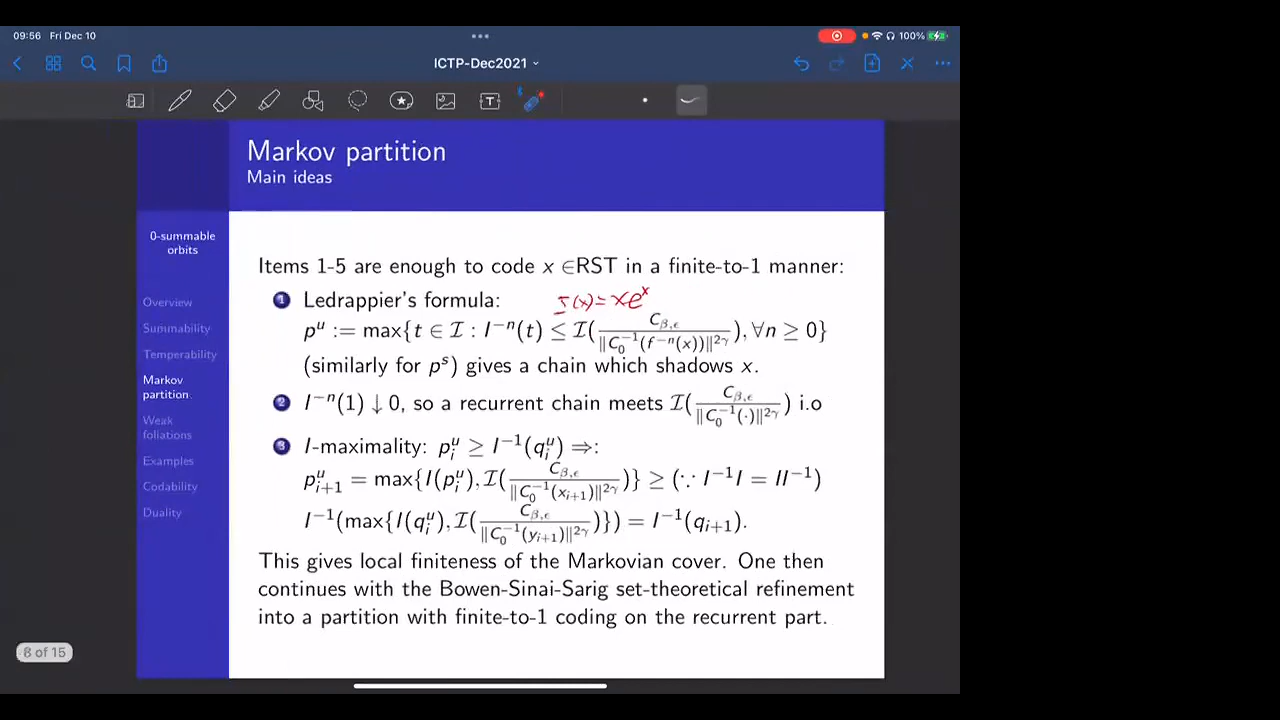 09:56 Fri Dec 10
100%
ICTP-Dec2021
Markov partition
Main ideas
0-summable
orbits
Overview
Summability
Temperability
Markov
partition
Weak
foliations
Examples
Codability
Duality
Items 1-5 are enough to code x ∈RST in a finite-to-1 manner:
1 Ledrappier's formula:
p^u := max{t ∈ 𝓘 : I^{-n}(t) ≤ 𝓘(C_{β,ϵ} / ‖C_0^{-1}(f^{-n}(x))‖^{2γ}), ∀n ≥ 0}
(similarly for p^s) gives a chain which shadows x.
2 I^{-n}(1) ↓ 0, so a recurrent chain meets 𝓘(C_{β,ϵ} / ‖C_0^{-1}(·)‖^{2γ}) i.o
3 I-maximality: p_i^u ≥ I^{-1}(q_i^u) ⇒:
p_{i+1}^u = max{I(p_i^u), 𝓘(C_{β,ϵ} / ‖C_0^{-1}(x_{i+1})‖^{2γ})} ≥ (∵ I^{-1}I = II^{-1})
I^{-1}(max{I(q_i^u), 𝓘(C_{β,ϵ} / ‖C_0^{-1}(y_{i+1})‖^{2γ})}) = I^{-1}(q_{i+1}).
This gives local finiteness of the Markovian cover. One then
continues with the Bowen-Sinai-Sarig set-theoretical refinement
into a partition with finite-to-1 coding on the recurrent part.
8 of 15